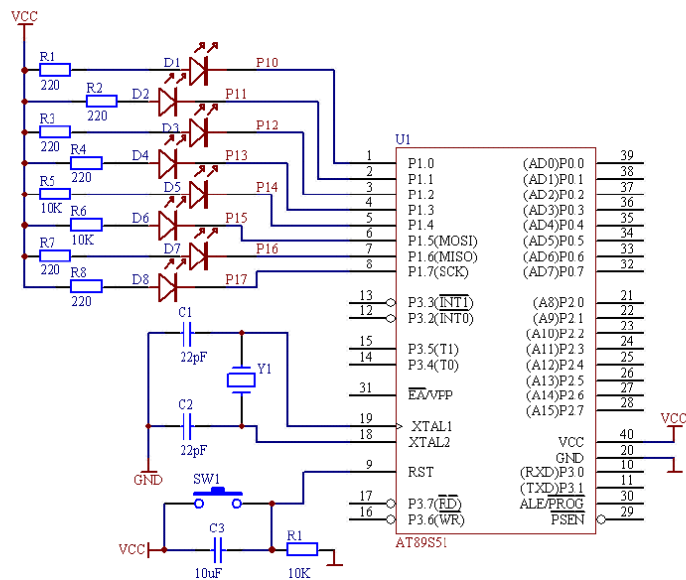 VCC
R1
220
D1
P10
R2
220
D2
P11
R3
220
D3
P12
R4
220
D4
P13
R5
10K
D5
P14
R6
10K
D6
P15
R7
220
D7
P16
R8
220
D8
P17
U1
1 P1.0 (AD0)P0.0 39
2 P1.1 (AD1)P0.1 38
3 P1.2 (AD2)P0.2 37
4 P1.3 (AD3)P0.3 36
5 P1.4 (AD4)P0.4 35
6 P1.5(MOSI) (AD5)P0.5 34
7 P1.6(MISO) (AD6)P0.6 33
8 P1.7(SCK) (AD7)P0.7 32
13 P3.3(INT1) (A8)P2.0 21
12 P3.2(INT0) (A9)P2.1 22
(A10)P2.2 23
15 P3.5(T1) (A11)P2.3 24
14 P3.4(T0) (A12)P2.4 25
(A13)P2.5 26
31 EA/VPP (A14)P2.6 27
(A15)P2.7 28
19 XTAL1
18 XTAL2 VCC 40
VCC
GND 20
9 RST (RXD)P3.0 10
(TXD)P3.1 11
17 P3.7(RD) ALE/PROG 30
16 P3.6(WR) PSEN 29
AT89S51
C1
22pF
Y1
C2
22pF
GND
SW1
VCC
C3
10uF
R1
10K